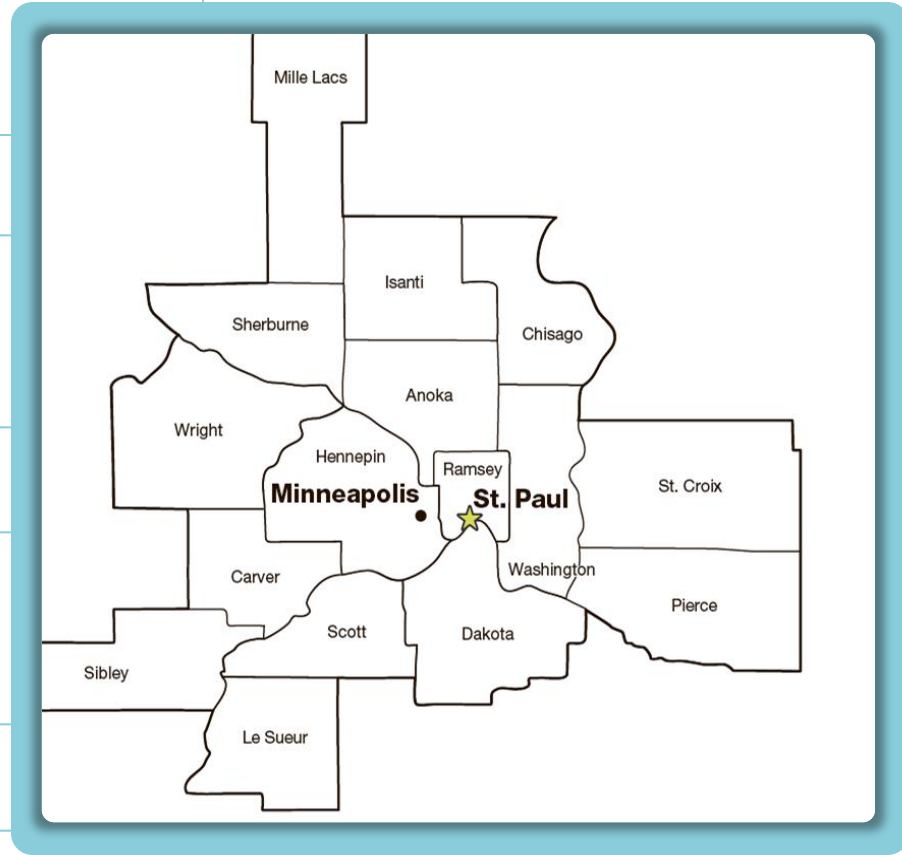 Mille Lacs
Isanti
Sherburne
Chisago
Anoka
Wright
Hennepin
Ramsey
St. Croix
Minneapolis
St. Paul
Washington
Carver
Pierce
Scott
Dakota
Sibley
Le Sueur